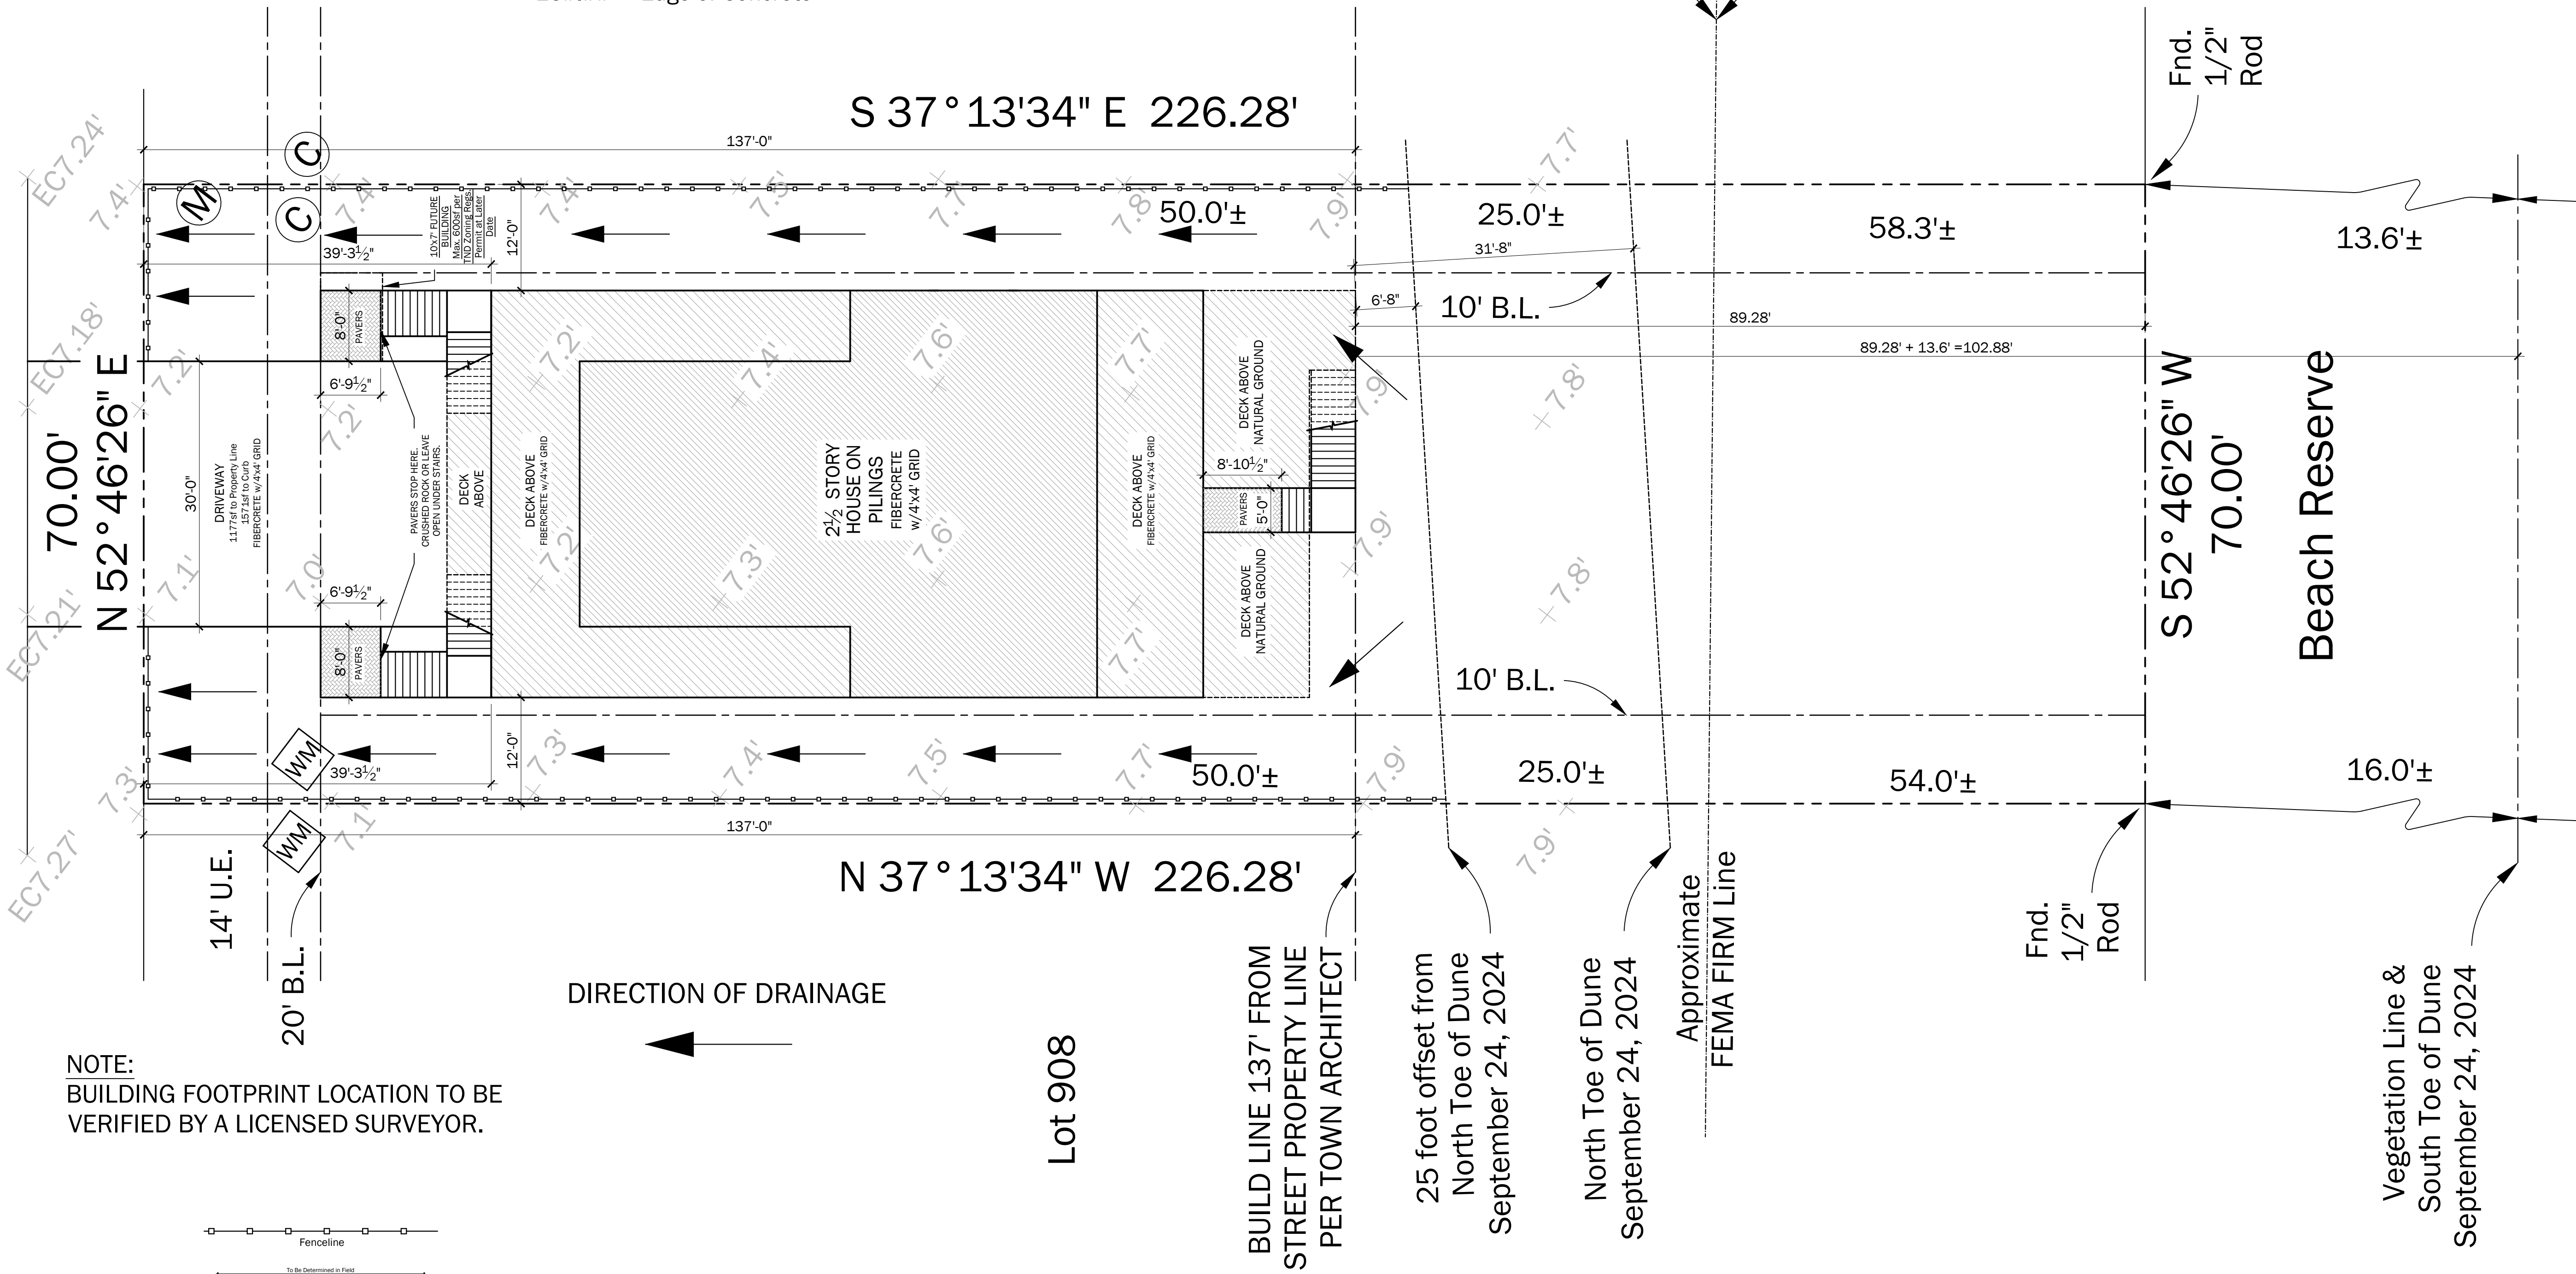 S 37°13'34" E 226.28'
137'-0"
Fnd.
1/2"
Rod
EC7.24'
7.4'
M
C
C
7.4'
7.4'
7.5'
7.7'
7.8'
7.9'
7.7'
10'x7' FUTURE
BUILDING
Max. 600sf per
TND Zoning Regs.
Permit at Later
Date
12'-0"
39'-3½"
50.0'±
25.0'±
58.3'±
13.6'±
31'-8"
6'-8"
10' B.L.
89.28'
89.28' + 13.6' =102.88'
EC7.18'
7.2'
8'-0"
PAVERS
6'-9½"
7.2'
7.2'
7.4'
7.6'
7.7'
7.9'
7.8'
70.00'
N 52°46'26" E
30'-0"
DRIVEWAY
1177sf to Property Line
1571sf to Curb
FIBERCRETE w/4'x4' GRID
PAVERS STOP HERE.
CRUSHED ROCK OR LEAVE
OPEN UNDER STAIRS.
DECK
ABOVE
DECK ABOVE
FIBERCRETE w/4'x4' GRID
2½ STORY
HOUSE ON
PILINGS
FIBERCRETE
w/4'x4' GRID
DECK ABOVE
FIBERCRETE w/4'x4' GRID
DECK ABOVE
NATURAL GROUND
8'-10½"
PAVERS
5'-0"
DECK ABOVE
NATURAL GROUND
S 52°46'26" W
70.00'
Beach Reserve
EC7.21'
7.1'
7.0'
7.2'
7.3'
7.6'
7.7'
7.9'
7.8'
6'-9½"
8'-0"
PAVERS
10' B.L.
WM
WM
39'-3½"
12'-0"
7.3'
7.1'
7.3'
7.4'
7.5'
7.7'
7.9'
7.9'
50.0'±
25.0'±
54.0'±
16.0'±
137'-0"
EC7.27'
N 37°13'34" W 226.28'
14' U.E.
20' B.L.
DIRECTION OF DRAINAGE
Lot 908
BUILD LINE 137' FROM
STREET PROPERTY LINE
PER TOWN ARCHITECT
25 foot offset from
North Toe of Dune
September 24, 2024
North Toe of Dune
September 24, 2024
Approximate
FEMA FIRM Line
Fnd.
1/2"
Rod
Vegetation Line &
South Toe of Dune
September 24, 2024
NOTE:
BUILDING FOOTPRINT LOCATION TO BE
VERIFIED BY A LICENSED SURVEYOR.
Fenceline
To Be Determined in Field